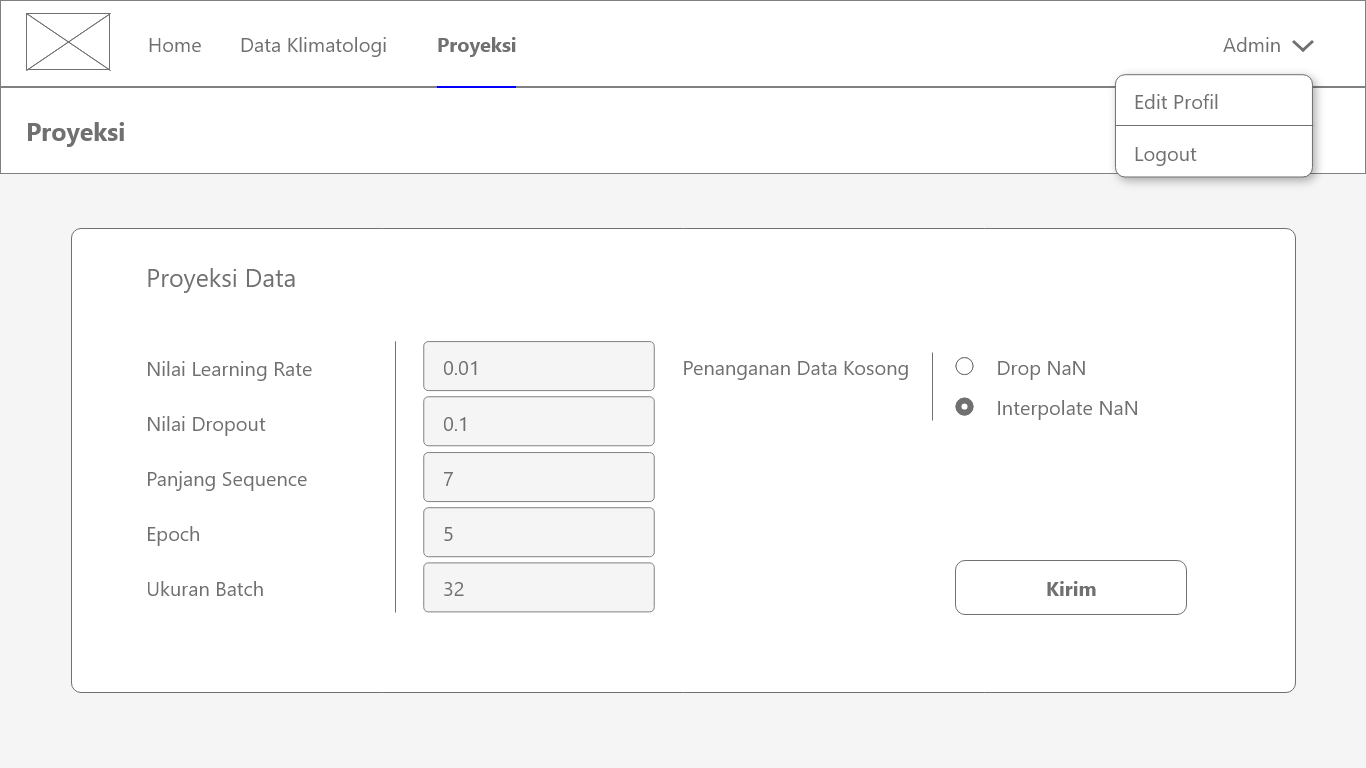 Home
Data Klimatologi
Proyeksi
Admin
Edit Profil
Logout
Proyeksi
Proyeksi Data
Nilai Learning Rate
0.01
Nilai Dropout
0.1
Panjang Sequence
7
Epoch
5
Ukuran Batch
32
Penanganan Data Kosong
Drop NaN
Interpolate NaN
Kirim